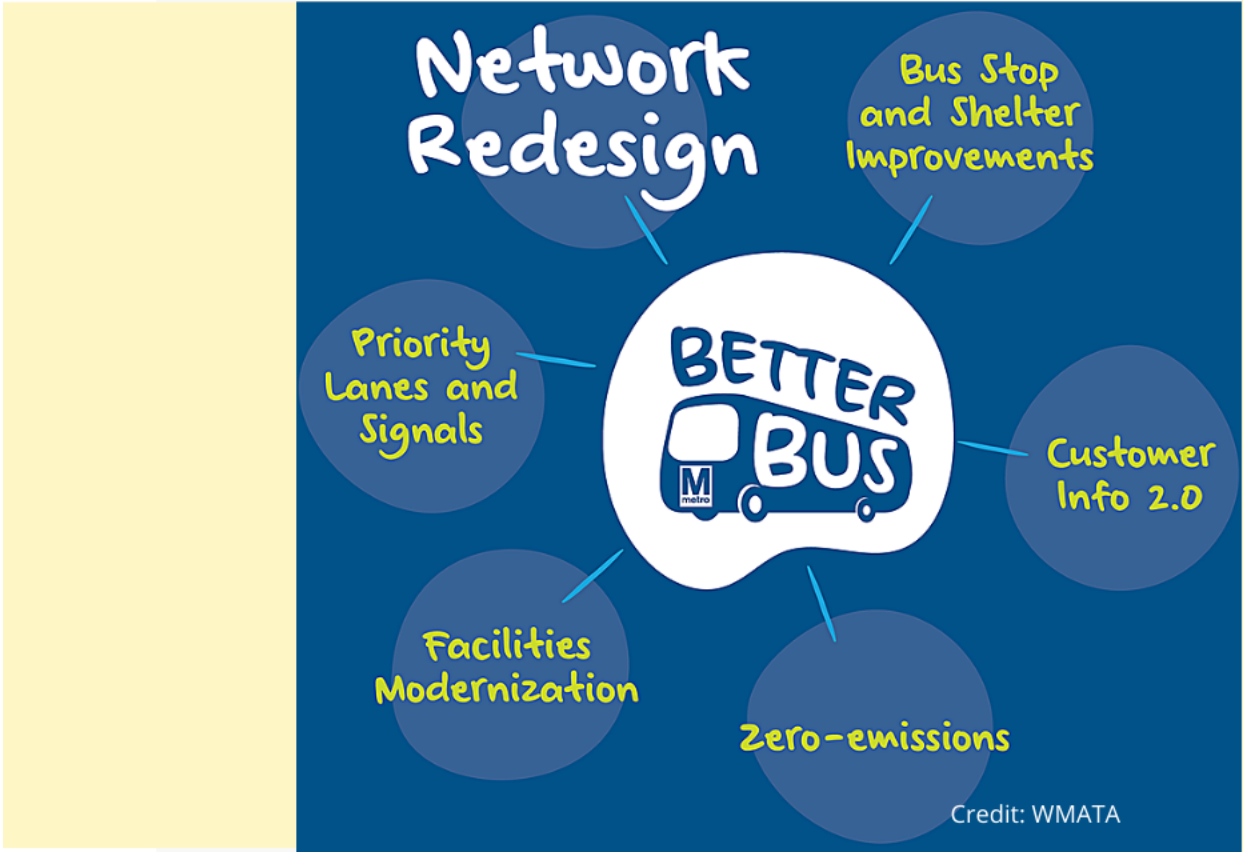 Network
Redesign
Bus Stop
and Shelter
Improvements
Priority
Lanes and
Signals
BETTER
BUS
M
metro
Customer
Info 2.0
Facilities
Modernization
Zero-emissions
Credit: WMATA